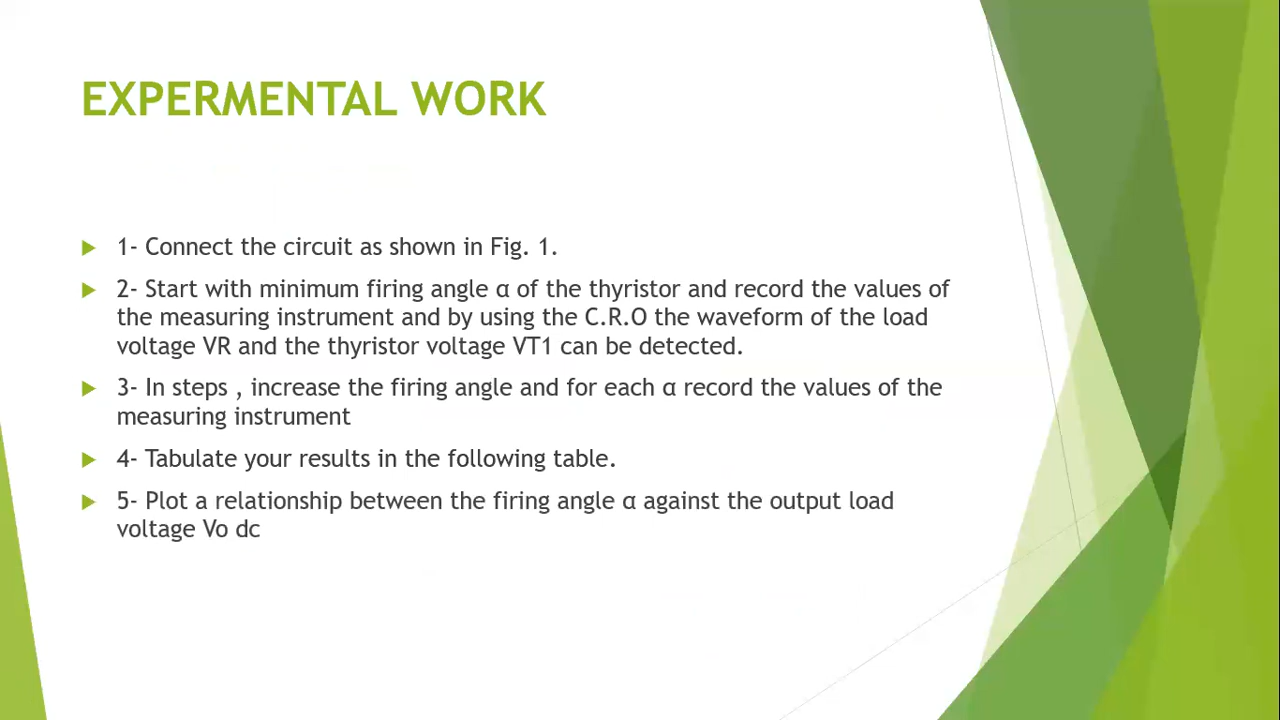 EXPERMENTAL WORK
1- Connect the circuit as shown in Fig. 1.
2- Start with minimum firing angle α of the thyristor and record the values of
the measuring instrument and by using the C.R.O the waveform of the load
voltage VR and the thyristor voltage VT1 can be detected.
3- In steps , increase the firing angle and for each α record the values of the
measuring instrument
4- Tabulate your results in the following table.
5- Plot a relationship between the firing angle α against the output load
voltage Vo dc